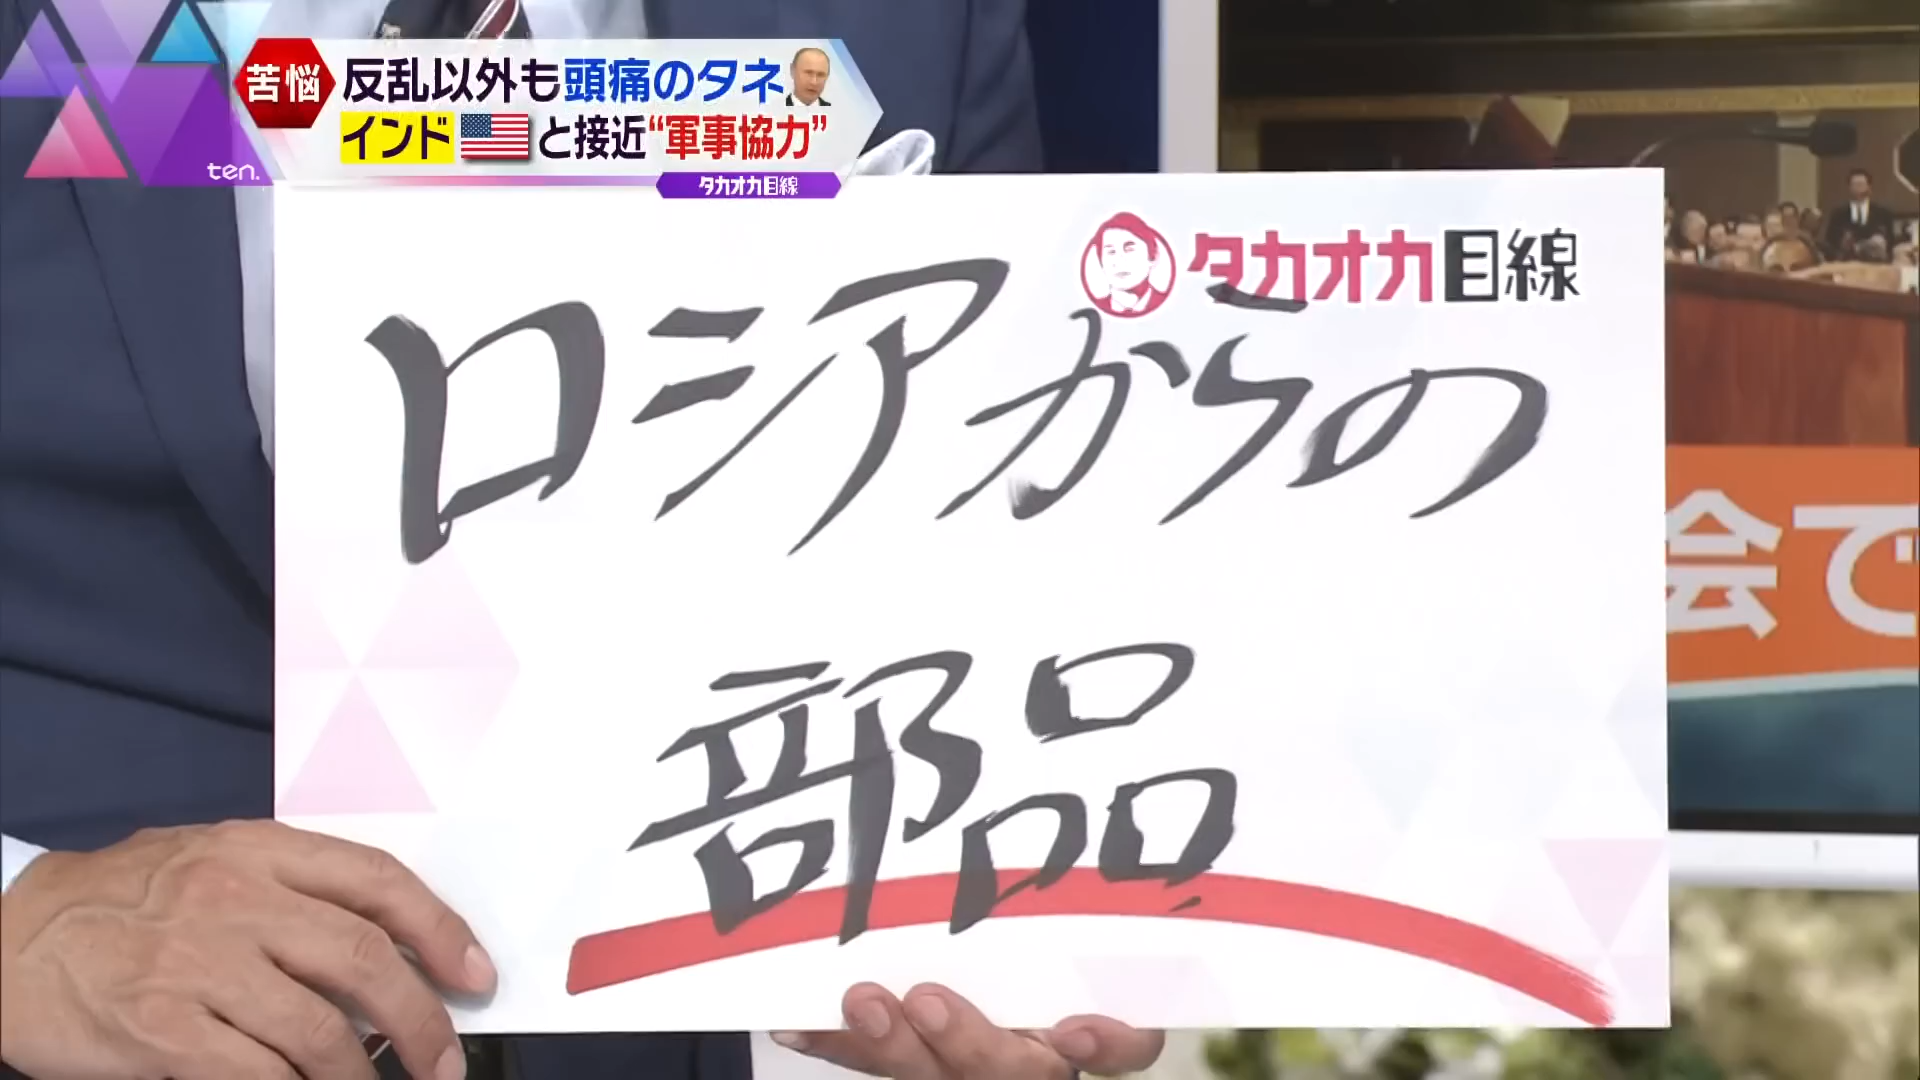 苦悩 反乱以外も頭痛のタネ
インド と接近“軍事協力”
ten.
タカオカ目線
タカオカ目線
ロシアからの
部品
会で